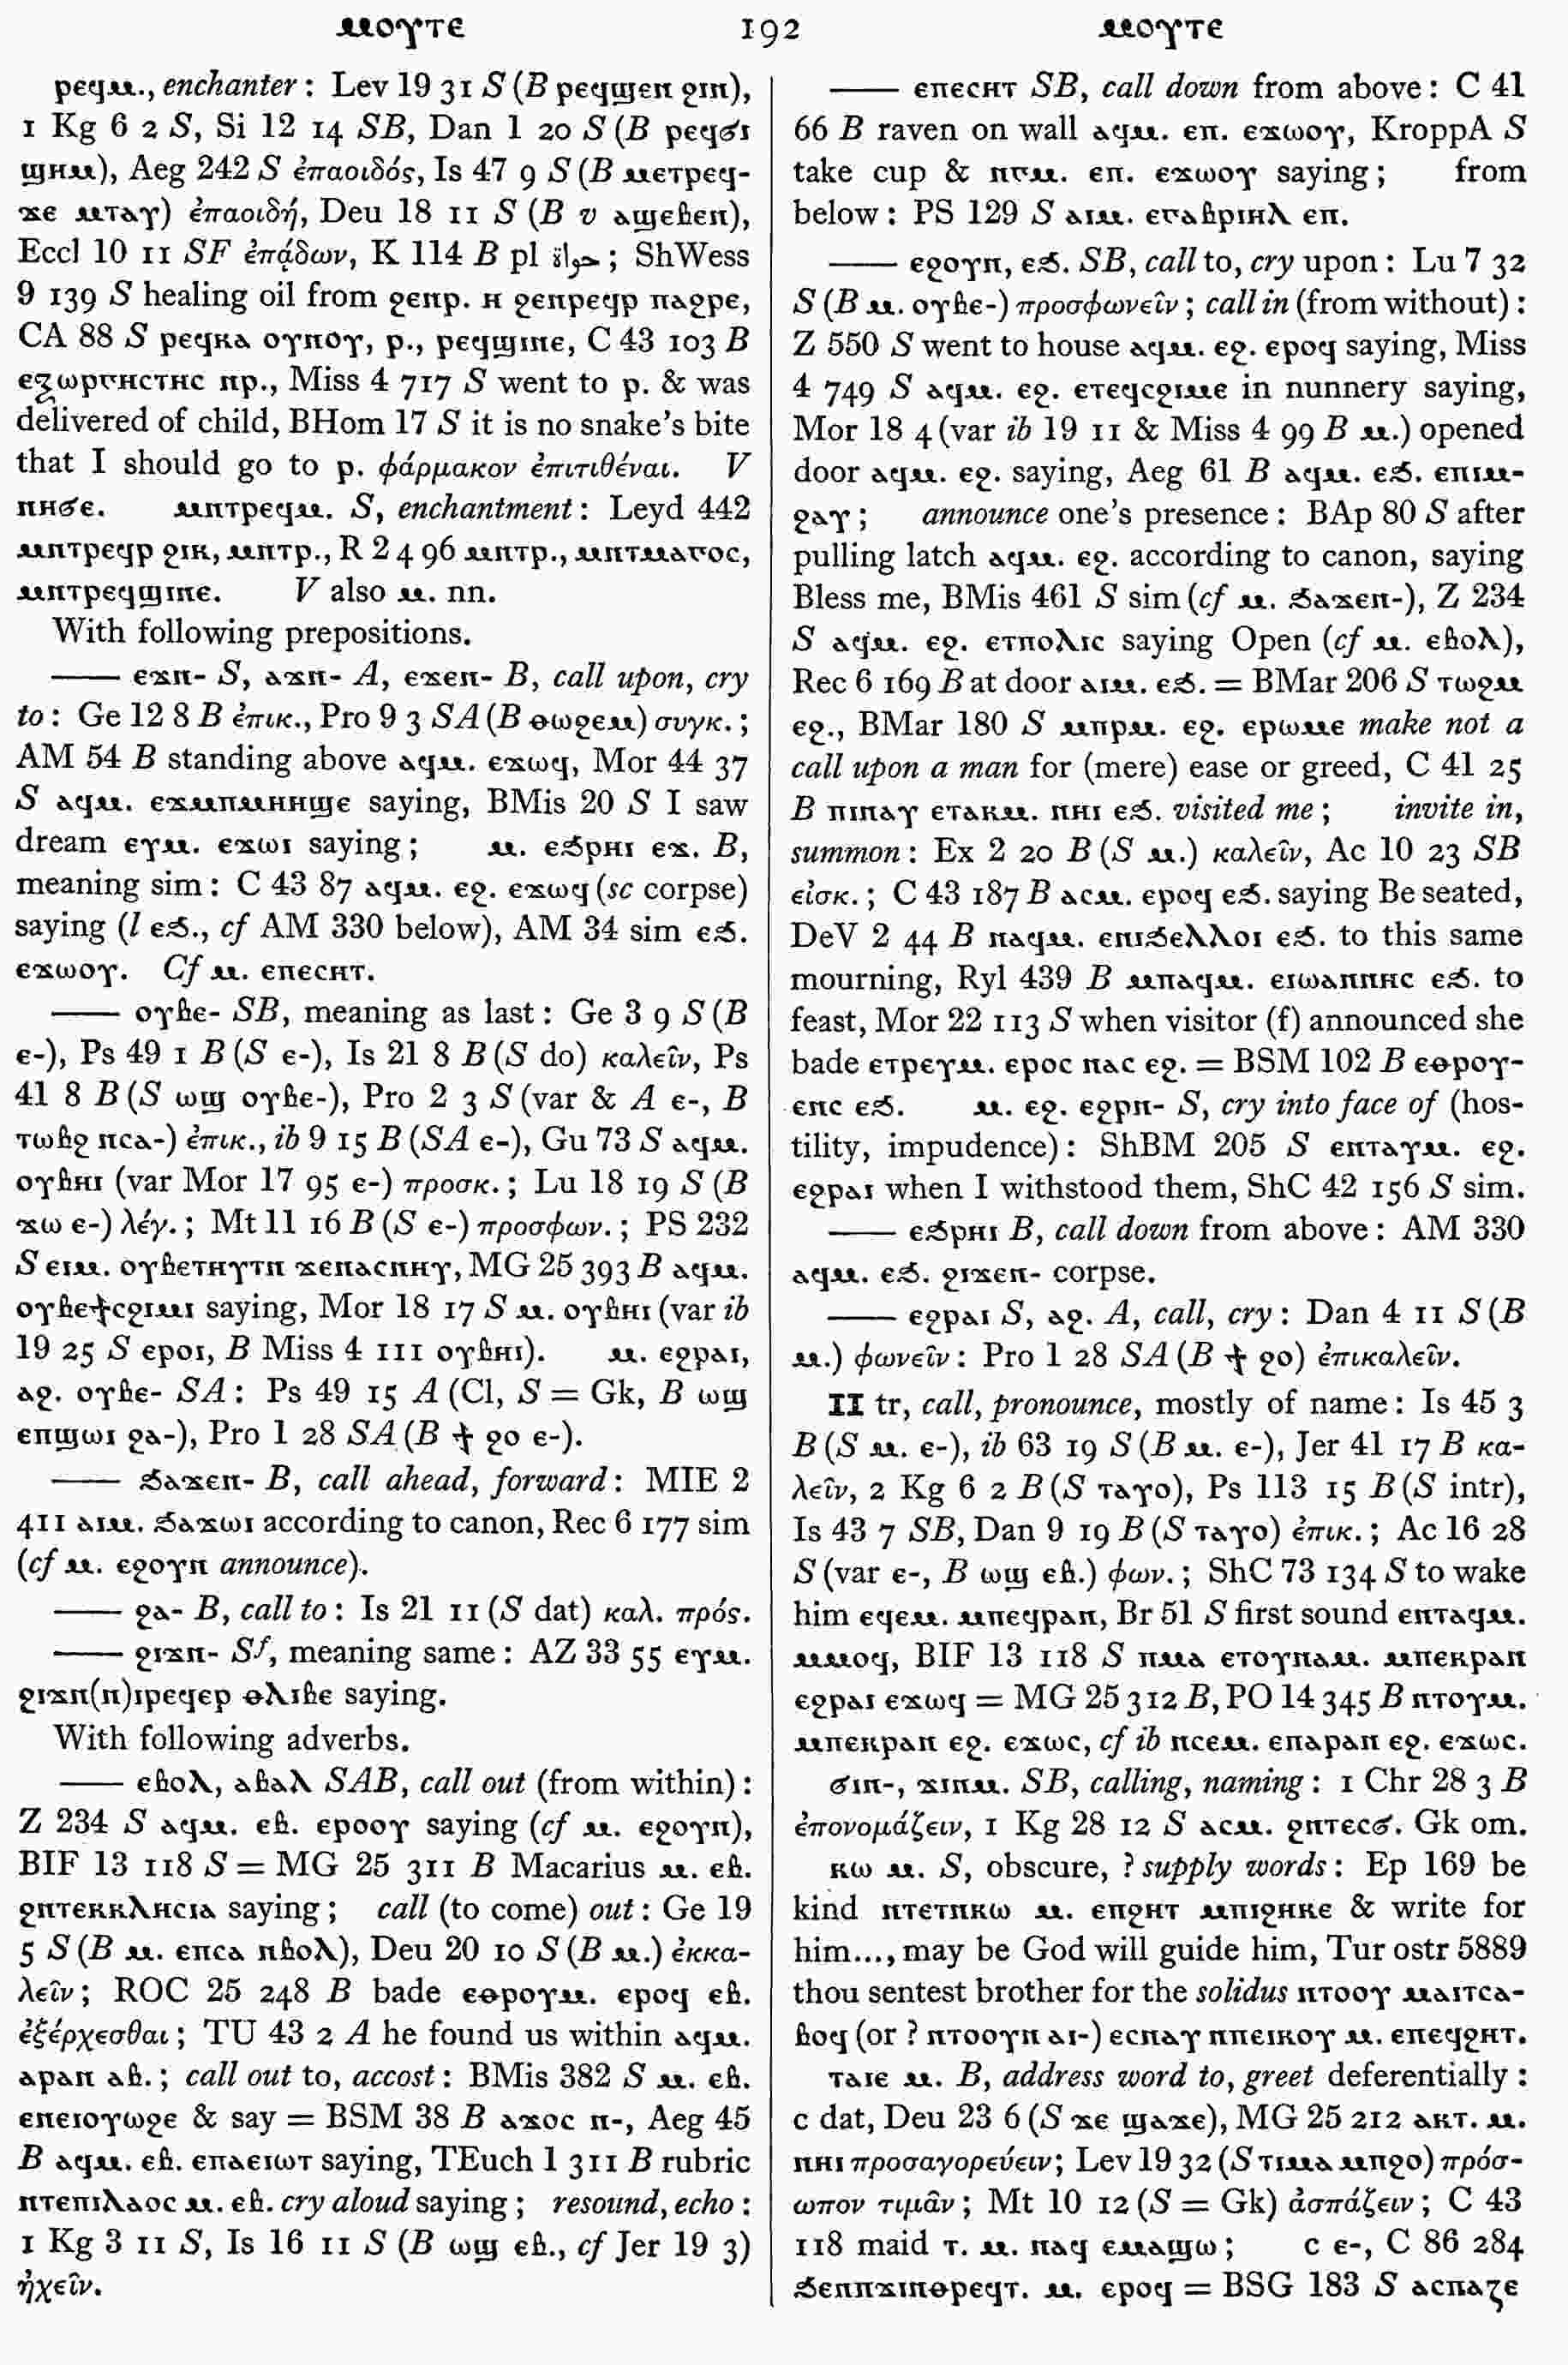 ⲙⲟⲩⲧⲉ 192 ⲙⲟⲩⲧⲉ
ⲣⲉϥⲙ., enchanter: Lev 19 31 S (B ⲣⲉϥϣⲉⲛ ϩⲓⲛ),
1 Kg 6 2 S, Si 12 14 SB, Dan 1 20 S (B ⲣⲉϥϭⲓ
ϣⲏⲙ), Aeg 242 S ἐπαοιδός, Is 47 9 S (B ⲙⲉⲧⲣⲉϥ-
ϫⲉ ⲙⲧⲁⲩ) ἐπαοιδή, Deu 18 11 S (B v ⲁϣⲉⲃⲉⲛ),
Eccl 10 11 SF ἐπᾴδων, K 114 B pl حواة; ShWess
9 139 S healing oil from ϩⲉⲛⲣ. ⲏ ϩⲉⲛⲣⲉϥⲣ ⲡⲁϩⲣⲉ,
CA 88 S ⲣⲉϥⲕⲁ ⲟⲩⲛⲟⲩ, ⲣ., ⲣⲉϥϣⲓⲛⲉ, C 43 103 B
ⲉⲝⲱⲣⲅⲏⲥⲧⲏⲥ ⲛⲣ., Miss 4 717 S went to ⲣ. & was
delivered of child, BHom 17 S it is no snake's bite
that I should go to ⲣ. φάρμακον ἐπιτιθέναι. V
ⲛⲏϭⲉ. ⲙⲛⲧⲣⲉϥⲙ. S, enchantment: Leyd 442
ⲙⲛⲧⲣⲉϥⲣ ϩⲓⲕ, ⲙⲛⲧⲣ., R 2 4 96 ⲙⲛⲧⲣ., ⲙⲛⲧⲙⲁⲅⲟⲥ,
ⲙⲛⲧⲣⲉϥϣⲓⲛⲉ. V also ⲙ. nn.
With following prepositions.
—— ⲉϫⲛ- S, ⲁϫⲛ- A, ⲉϫⲉⲛ- B, call upon, cry
to: Ge 12 8 B ἐπικ., Pro 9 3 SA (B ⲑⲱϩⲉⲙ) συγκ.;
AM 54 B standing above ⲁϥⲙ. ⲉϫⲱϥ, Mor 44 37
S ⲁϥⲙ. ⲉϫⲙⲡⲙⲏⲏϣⲉ saying, BMis 20 S I saw
dream ⲉⲩⲙ. ⲉϫⲱⲓ saying; ⲙ. ⲉϧⲣⲏⲓ ⲉϫ. B,
meaning sim: C 43 87 ⲁϥⲙ. ⲉϩ. ⲉϫⲱϥ (sc corpse)
saying (l ⲉϧ., cf AM 330 below), AM 34 sim ⲉϧ.
ⲉϫⲱⲟⲩ. Cf ⲙ. ⲉⲡⲉⲥⲏⲧ.
—— ⲟⲩⲃⲉ- SB, meaning as last: Ge 3 9 S (B
ⲉ-), Ps 49 1 B (S ⲉ-), Is 21 8 B (S do) καλεῖν, Ps
41 8 B (S ⲱϣ ⲟⲩⲃⲉ-), Pro 2 3 S (var & A ⲉ-, B
ⲧⲱⲃϩ ⲛⲥⲁ-) ἐπικ., ib 9 15 B (SA ⲉ-), Gu 73 S ⲁϥⲙ.
ⲟⲩⲃⲏⲓ (var Mor 17 95 ⲉ-) προσκ.; Lu 18 19 S (B
ϫⲱ ⲉ-) λέγ.; Mt 11 16 B (S ⲉ-) προσφων.; PS 232
S ⲉⲓⲙ. ⲟⲩⲃⲉⲧⲏⲩⲧⲛ ϫⲉⲛⲁⲥⲛⲏⲩ, MG 25 393 B ⲁϥⲙ.
ⲟⲩⲃⲉϯⲥϩⲓⲙⲓ saying, Mor 18 17 S ⲙ. ⲟⲩⲃⲏⲓ (var ib
19 25 S ⲉⲣⲟⲓ, B Miss 4 111 ⲟⲩⲃⲏⲓ). ⲙ. ⲉϩⲣⲁⲓ,
ⲁϩ. ⲟⲩⲃⲉ- SA: Ps 49 15 A (Cl, S = Gk, B ⲱϣ
ⲉⲡϣⲱⲓ ϩⲁ-), Pro 1 28 SA (B ϯ ϩⲟ ⲉ-).
—— ϧⲁϫⲉⲛ- B, call ahead, forward: MIE 2
411 ⲁⲓⲙ. ϧⲁϫⲱⲓ according to canon, Rec 6 177 sim
(cf ⲙ. ⲉϩⲟⲩⲛ announce).
—— ϩⲁ- B, call to: Is 21 11 (S dat) καλ. πρός.
—— ϩⲓϫⲛ- Sf, meaning same: AZ 33 55 ⲉⲩⲙ.
ϩⲓϫⲛ(ⲛ)ⲓⲣⲉϥⲉⲣ ⲑⲗⲓⲃⲉ saying.
With following adverbs.
—— ⲉⲃⲟⲗ, ⲁⲃⲁⲗ SAB, call out (from within):
Z 234 S ⲁϥⲙ. ⲉⲃ. ⲉⲣⲟⲟⲩ saying (cf ⲙ. ⲉϩⲟⲩⲛ),
BIF 13 118 S = MG 25 311 B Macarius ⲙ. ⲉⲃ.
ϩⲛⲧⲉⲕⲕⲗⲏⲥⲓⲁ saying; call (to come) out: Ge 19
5 S (B ⲙ. ⲉⲡⲥⲁ ⲛⲃⲟⲗ), Deu 20 10 S (B ⲙ.) ἐκκα-
λεῖν; ROC 25 248 B bade ⲉⲑⲣⲟⲩⲙ. ⲉⲣⲟϥ ⲉⲃ.
ἐξέρχεσθαι; TU 43 2 A he found us within ⲁϥⲙ.
ⲁⲣⲁⲛ ⲁⲃ.; call out to, accost: BMis 382 S ⲙ. ⲉⲃ.
ⲉⲛⲉⲓⲟⲩⲱϩⲉ & say = BSM 38 B ⲁϫⲟⲥ ⲛ-, Aeg 45
B ⲁϥⲙ. ⲉⲃ. ⲉⲡⲁⲉⲓⲱⲧ saying, TEuch 1 311 B rubric
ⲛⲧⲉⲡⲓⲗⲁⲟⲥ ⲙ. ⲉⲃ. cry aloud saying; resound, echo:
1 Kg 3 11 S, Is 16 11 S (B ⲱϣ ⲉⲃ., cf Jer 19 3)
ἠχεῖν.
—— ⲉⲡⲉⲥⲏⲧ SB, call down from above: C 41
66 B raven on wall ⲁϥⲙ. ⲉⲡ. ⲉϫⲱⲟⲩ, KroppA S
take cup & ⲛⲅⲙ. ⲉⲡ. ⲉϫⲱⲟⲩ saying; from
below: PS 129 S ⲁⲓⲙ. ⲉⲅⲁⲃⲣⲓⲏⲗ ⲉⲡ.
—— ⲉϩⲟⲩⲛ, ⲉϧ. SB, call to, cry upon: Lu 7 32
S (B ⲙ. ⲟⲩⲃⲉ-) προσφωνεῖν; call in (from without):
Z 550 S went to house ⲁϥⲙ. ⲉϩ. ⲉⲣⲟϥ saying, Miss
4 749 S ⲁϥⲙ. ⲉϩ. ⲉⲧⲉϥⲥϩⲓⲙⲉ in nunnery saying,
Mor 18 4 (var ib 19 11 & Miss 4 99 B ⲙ.) opened
door ⲁϥⲙ. ⲉϩ. saying, Aeg 61 B ⲁϥⲙ. ⲉϧ. ⲉⲡⲓⲙ-
ϩⲁⲩ; announce one's presence: BAp 80 S after
pulling latch ⲁϥⲙ. ⲉϩ. according to canon, saying
Bless me, BMis 461 S sim (cf ⲙ. ϧⲁϫⲉⲛ-), Z 234
S ⲁϥⲙ. ⲉϩ. ⲉⲧⲡⲟⲗⲓⲥ saying Open (cf ⲙ. ⲉⲃⲟⲗ),
Rec 6 169 B at door ⲁⲓⲙ. ⲉϧ. = BMar 206 S ⲧⲱϩⲙ
ⲉϩ., BMar 180 S ⲙⲡⲣⲙ. ⲉϩ. ⲉⲣⲱⲙⲉ make not a
call upon a man for (mere) ease or greed, C 41 25
B ⲡⲓⲛⲁⲩ ⲉⲧⲁⲕⲙ. ⲛⲏⲓ ⲉϧ. visited me; invite in,
summon: Ex 2 20 B (S ⲙ.) καλεῖν, Ac 10 23 SB
εἰσκ.; C 43 187 B ⲁⲥⲙ. ⲉⲣⲟϥ ⲉϧ. saying Be seated,
DeV 2 44 B ⲛⲁϥⲙ. ⲉⲡⲓϧⲉⲗⲗⲟⲓ ⲉϧ. to this same
mourning, Ryl 439 B ⲙⲡⲁϥⲙ. ⲉⲓⲱⲁⲛⲛⲏⲥ ⲉϧ. to
feast, Mor 22 113 S when visitor (f) announced she
bade ⲉⲧⲣⲉⲩⲙ. ⲉⲣⲟⲥ ⲛⲁⲥ ⲉϩ. = BSM 102 B ⲉⲑⲣⲟⲩ-
ⲉⲛⲥ ⲉϧ. ⲙ. ⲉϩ. ⲉϩⲣⲛ- S, cry into face of (hos-
tility, impudence): ShBM 205 S ⲉⲛⲧⲁⲩⲙ. ⲉϩ.
ⲉϩⲣⲁⲓ when I withstood them, ShC 42 156 S sim.
—— ⲉϧⲣⲏⲓ B, call down from above: AM 330
ⲁϥⲙ. ⲉϧ. ϩⲓϫⲉⲛ- corpse.
—— ⲉϩⲣⲁⲓ S, ⲁϩ. A, call, cry: Dan 4 11 S (B
ⲙ.) φωνεῖν: Pro 1 28 SA (B ϯ ϩⲟ) ἐπικαλεῖν.
II tr, call, pronounce, mostly of name: Is 45 3
B (S ⲙ. ⲉ-), ib 63 19 S (B ⲙ. ⲉ-), Jer 41 17 B κα-
λεῖν, 2 Kg 6 2 B (S ⲧⲁⲩⲟ), Ps 113 15 B (S intr),
Is 43 7 SB, Dan 9 19 B (S ⲧⲁⲩⲟ) ἐπικ.; Ac 16 28
S (var ⲉ-, B ⲱϣ ⲉⲃ.) φων.; ShC 73 134 S to wake
him ⲉϥⲉⲙ. ⲙⲡⲉϥⲣⲁⲛ, Br 51 S first sound ⲉⲛⲧⲁϥⲙ.
ⲙⲙⲟϥ, BIF 13 118 S ⲡⲙⲁ ⲉⲧⲟⲩⲛⲁⲙ. ⲙⲡⲉⲕⲣⲁⲛ
ⲉϩⲣⲁⲓ ⲉϫⲱϥ = MG 25 312 B, PO 14 345 B ⲛⲧⲟⲩⲙ.
ⲙⲡⲉⲕⲣⲁⲛ ⲉϩ. ⲉϫⲱⲥ, cf ib ⲛⲥⲉⲙ. ⲉⲡⲁⲣⲁⲛ ⲉϩ. ⲉϫⲱⲥ.
ϭⲓⲛ-, ϫⲓⲛⲙ. SB, calling, naming: 1 Chr 28 3 B
ἐπονομάζειν, 1 Kg 28 12 S ⲁⲥⲙ. ϩⲛⲧⲉⲥϭ. Gk om.
ⲕⲱ ⲙ. S, obscure, ? supply words: Ep 169 be
kind ⲛⲧⲉⲧⲛⲕⲱ ⲙ. ⲉⲡϩⲏⲧ ⲙⲡⲓϩⲏⲕⲉ & write for
him..., may be God will guide him, Tur ostr 5889
thou sentest brother for the solidus ⲛⲧⲟⲟⲩ ⲙⲁⲓⲧⲥⲁ-
ⲃⲟϥ (or ? ⲛⲧⲟⲟⲩⲛ ⲁⲓ-) ⲉⲥⲛⲁⲩ ⲛⲛⲉⲓⲕⲟⲩ ⲙ. ⲉⲡⲉϥϩⲏⲧ.
ⲧⲁⲓⲉ ⲙ. B, address word to, greet deferentially:
c dat, Deu 23 6 (S ϫⲉ ϣⲁϫⲉ), MG 25 212 ⲁⲕⲧ. ⲙ.
ⲛⲏⲓ προσαγορεύειν; Lev 19 32 (S ⲧⲓⲙⲁ ⲙⲡϩⲟ) πρόσ-
ωπον τιμᾶν; Mt 10 12 (S = Gk) ἀσπάζειν; C 43
118 maid ⲧ. ⲙ. ⲛⲁϥ ⲉⲙⲁϣⲱ; c ⲉ-, C 86 284
ϧⲉⲛⲡϫⲓⲛⲑⲣⲉϥⲧ. ⲙ. ⲉⲣⲟϥ = BSG 183 S ⲁⲥⲡⲁⲍⲉ